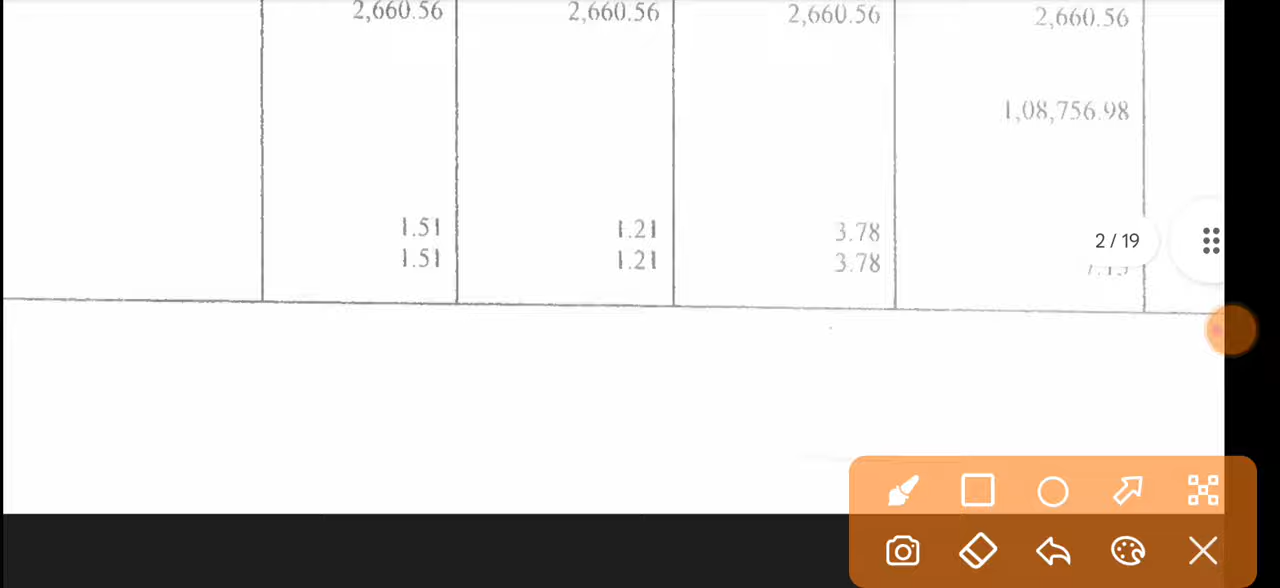 2,660.56 2,660.56 2,660.56 2,660.56
1,08,756.98
1.51 1.21 3.78
2 / 19
1.51 1.21 3.78